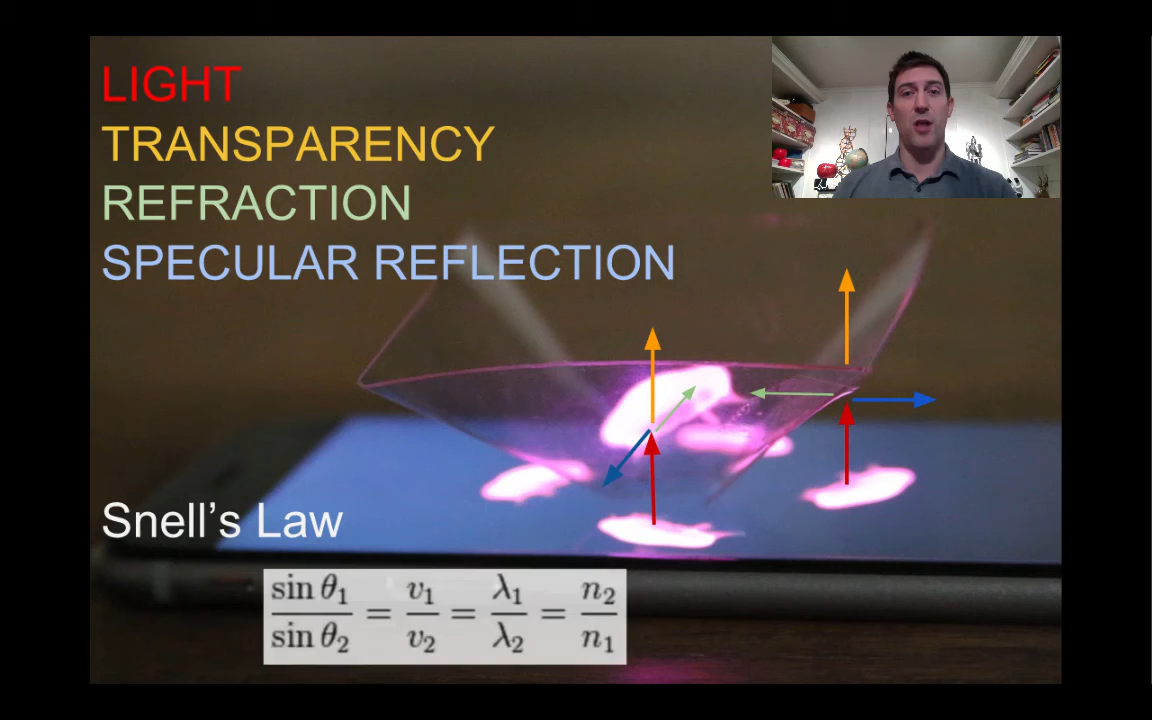 LIGHT
TRANSPARENCY
REFRACTION
SPECULAR REFLECTION
Snell's Law
sin θ₁ / sin θ₂ = v₁ / v₂ = λ₁ / λ₂ = n₂ / n₁